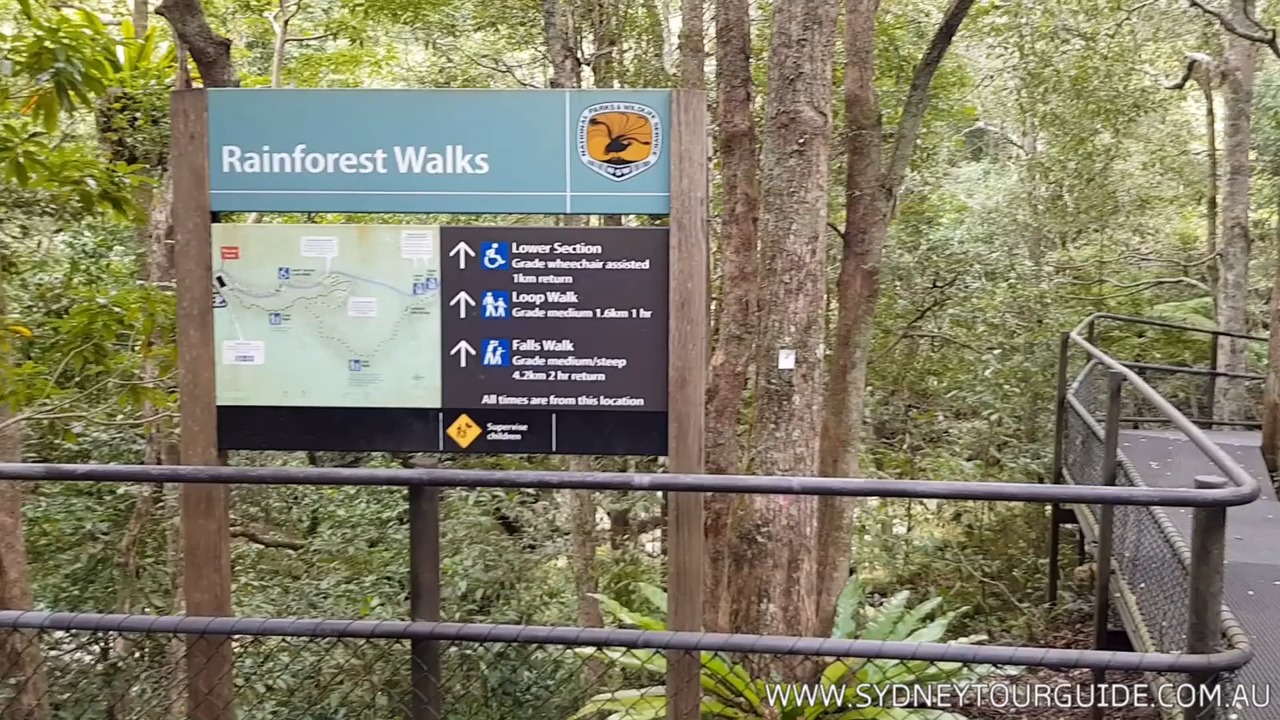 Rainforest Walks
NATIONAL PARKS & WILDLIFE SERVICE
NSW
Lower Section
Grade wheechair assisted
1km return
Loop Walk
Grade medium 1.6km 1 hr
Falls Walk
Grade medium/steep
4.2km 2 hr return
All times are from this location
Supervise
children
WWW.SYDNEYTOURGUIDE.COM.AU